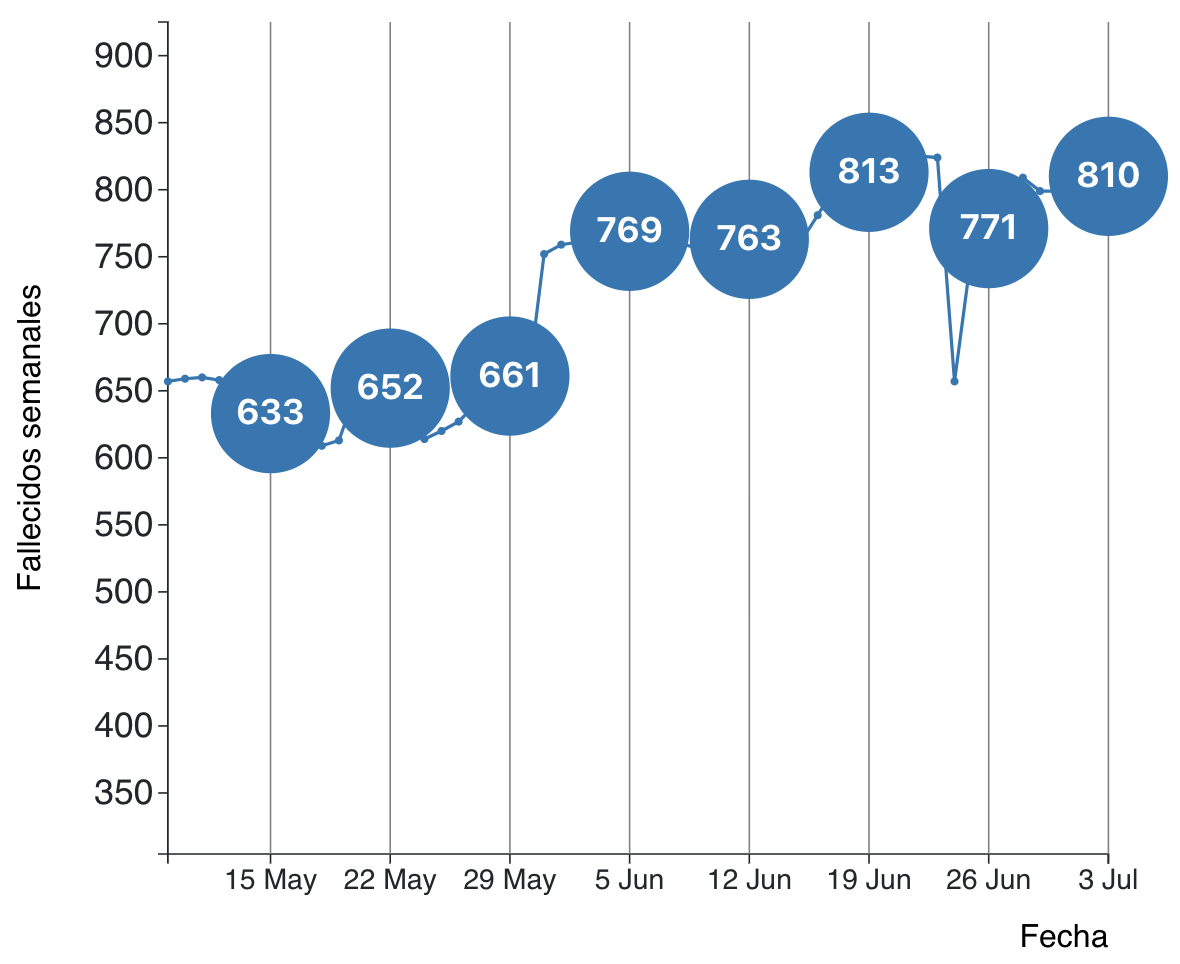 900
850
800
750
700
650
600
550
500
450
400
350
Fallecidos semanales
633
652
661
769
763
813
771
810
15 May
22 May
29 May
5 Jun
12 Jun
19 Jun
26 Jun
3 Jul
Fecha